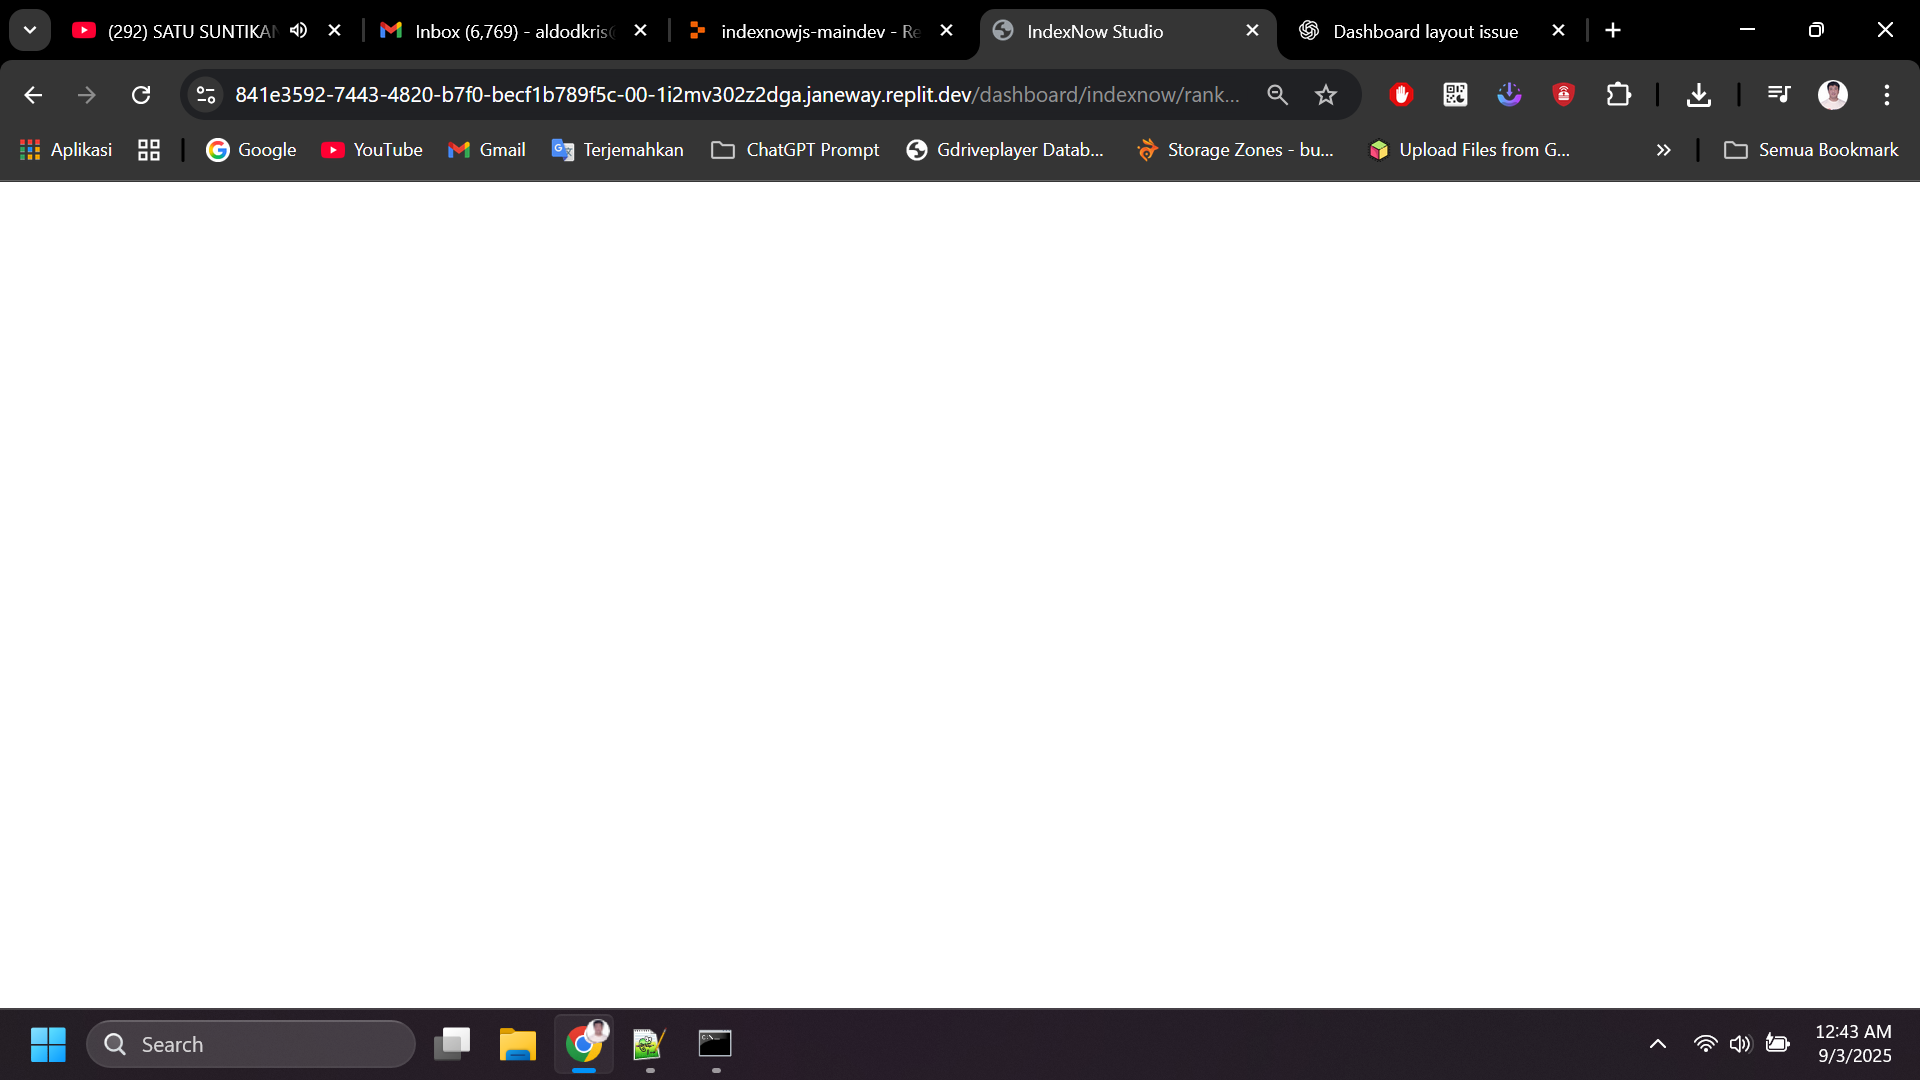 (292) SATU SUNTIKAN
Inbox (6,769) - aldodkris@
indexnowjs-maindev - Re
IndexNow Studio
Dashboard layout issue
841e3592-7443-4820-b7f0-becf1b789f5c-00-1i2mv302z2dga.janeway.replit.dev/dashboard/indexnow/rank...
Aplikasi
Google
YouTube
Gmail
Terjemahkan
ChatGPT Prompt
Gdriveplayer Datab...
Storage Zones - bu...
Upload Files from G...
Semua Bookmark
Search
12:43 AM
9/3/2025